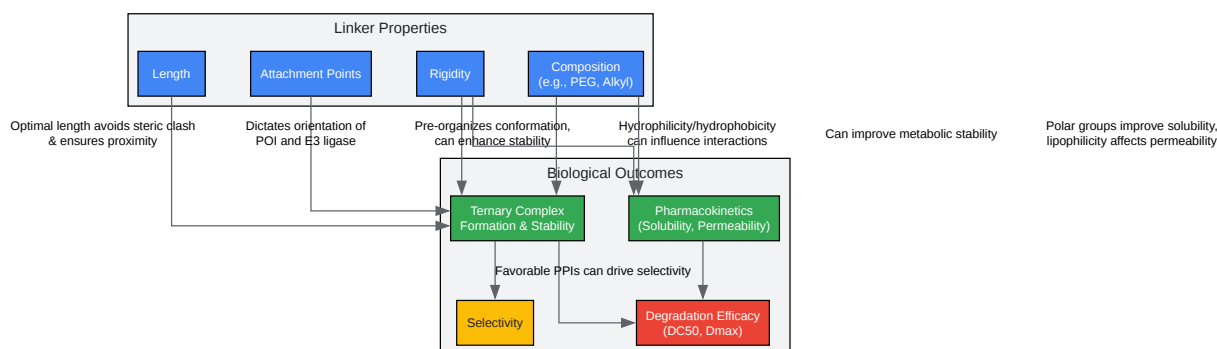 Linker Properties
Length
Attachment Points
Rigidity
Composition
(e.g., PEG, Alkyl)
Optimal length avoids steric clash
& ensures proximity
Dictates orientation of
POI and E3 ligase
Pre-organizes conformation,
can enhance stability
Hydrophilicity/hydrophobicity
can influence interactions
Can improve metabolic stability
Polar groups improve solubility,
lipophilicity affects permeability
Biological Outcomes
Ternary Complex
Formation & Stability
Pharmacokinetics
(Solubility, Permeability)
Favorable PPIs can drive selectivity
Selectivity
Degradation Efficacy
(DC50, Dmax)